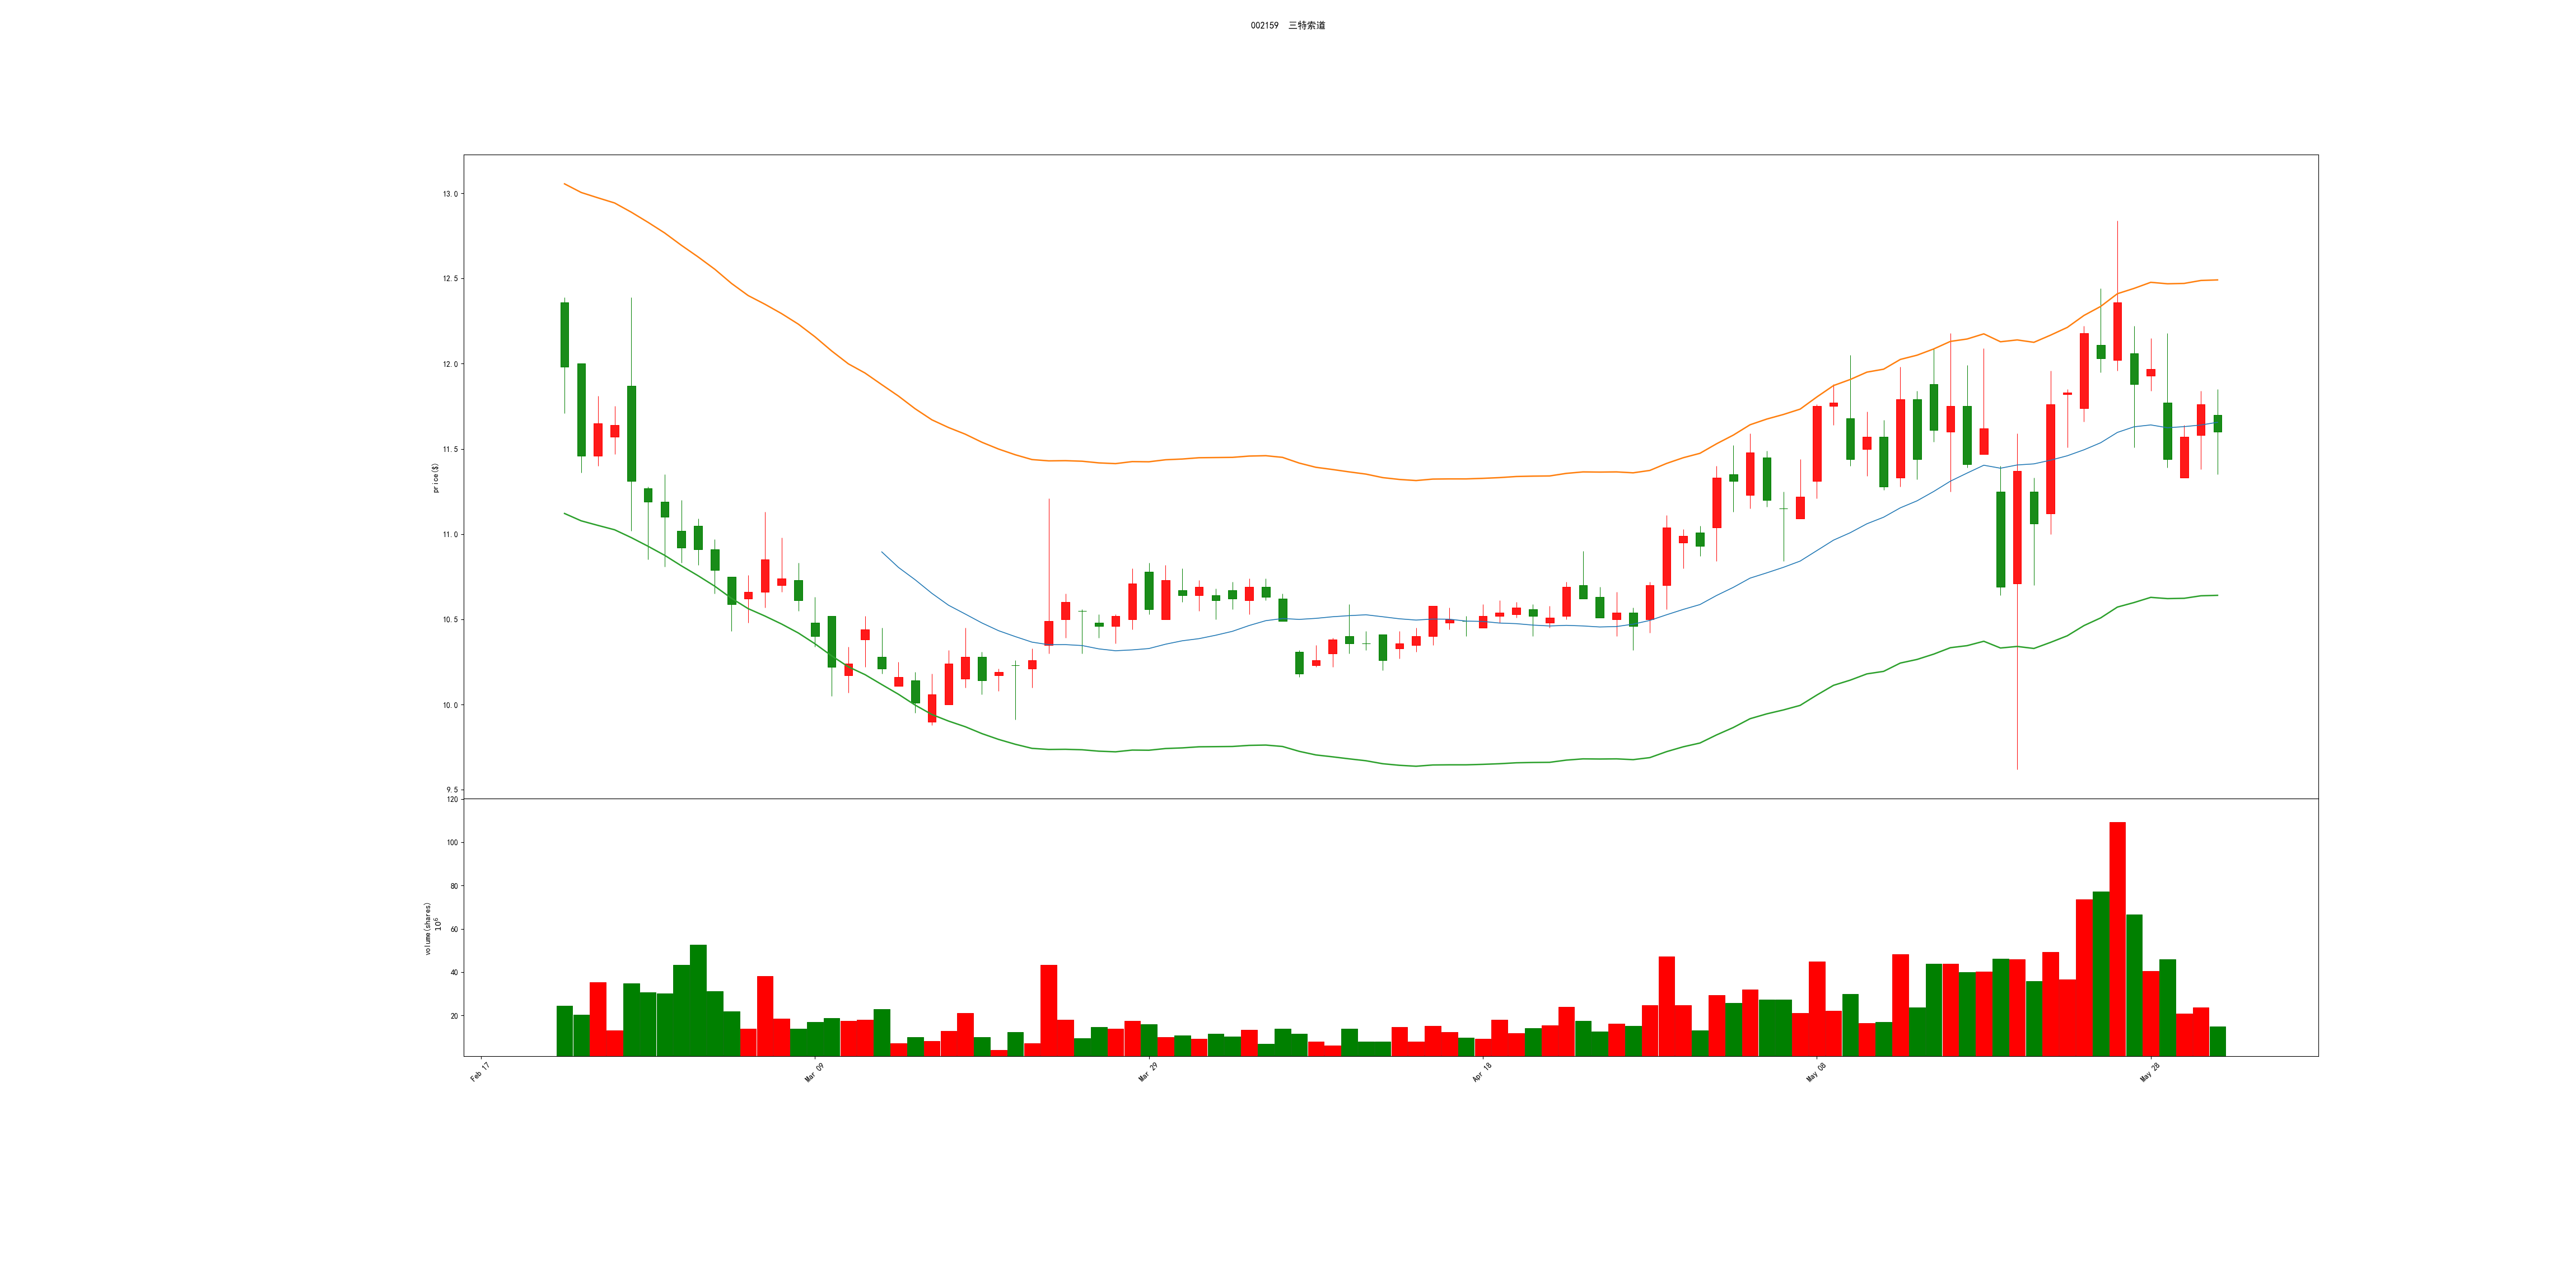 002159 三特索道
price($)
13.0
12.5
12.0
11.5
11.0
10.5
10.0
9.5
volume(shares)
10^6
120
100
80
60
40
20
Feb 17
Mar 09
Mar 29
Apr 18
May 08
May 28